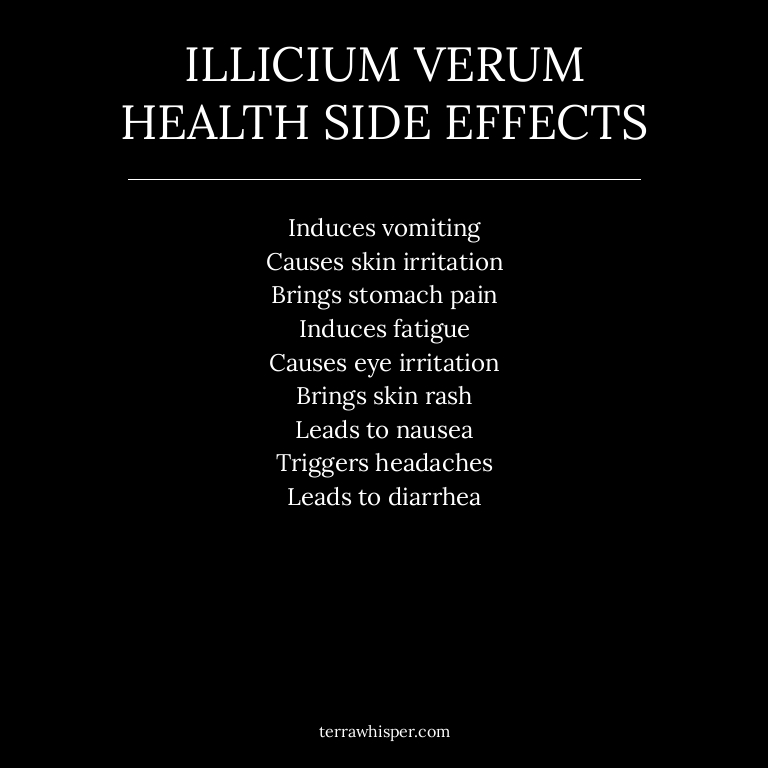 ILLICIUM VERUM
HEALTH SIDE EFFECTS
Induces vomiting
Causes skin irritation
Brings stomach pain
Induces fatigue
Causes eye irritation
Brings skin rash
Leads to nausea
Triggers headaches
Leads to diarrhea
terrawhisper.com